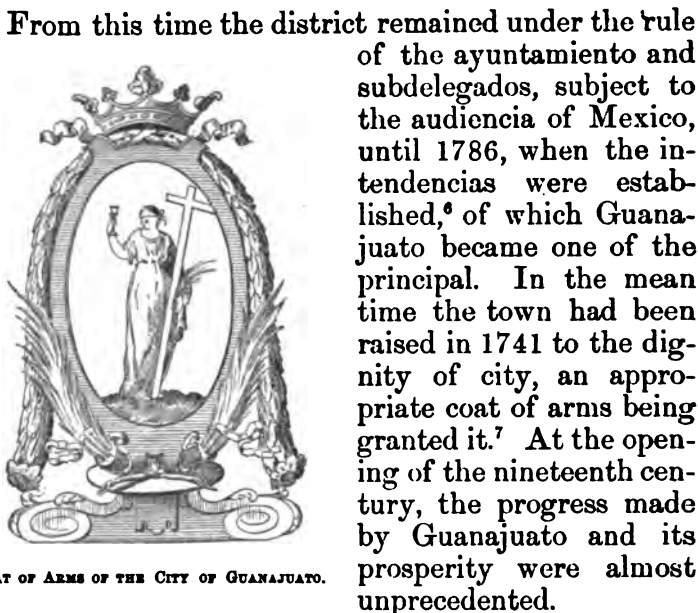 From this time the district remained under the rule
of the ayuntamiento and
subdelegados, subject to
the audiencia of Mexico,
until 1786, when the in-
tendencias were estab-
lished,⁶ of which Guana-
juato became one of the
principal. In the mean
time the town had been
raised in 1741 to the dig-
nity of city, an appro-
priate coat of arms being
granted it.⁷ At the open-
ing of the nineteenth cen-
tury, the progress made
by Guanajuato and its
prosperity were almost
unprecedented.
OF ARMS OF THE CITY OF GUANAJUATO.